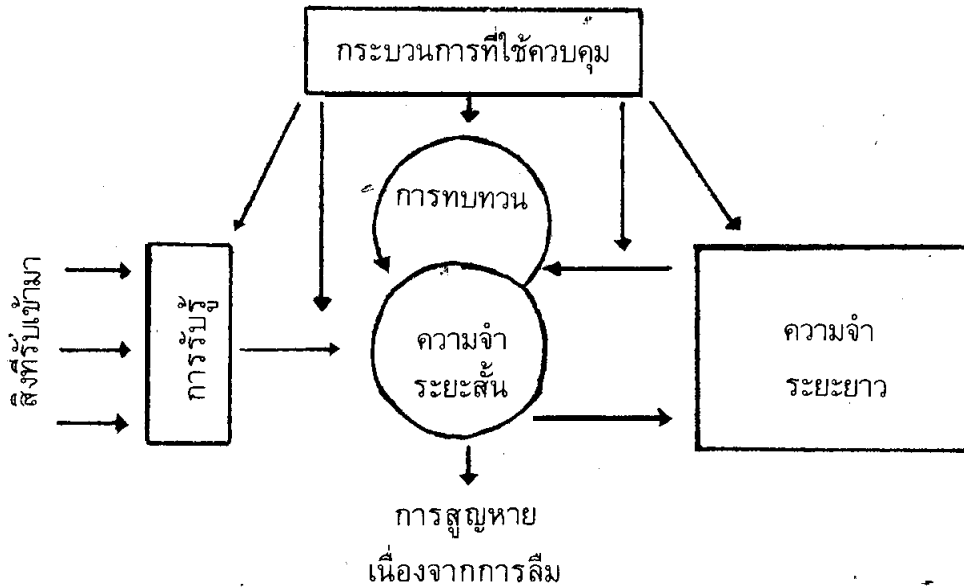 กระบวนการที่ใช้ควบคุม
การทบทวน
สิ่งที่รับเข้ามา
การรับรู้
ความจำ
ระยะสั้น
ความจำ
ระยะยาว
การสูญหาย
เนื่องจากการลืม